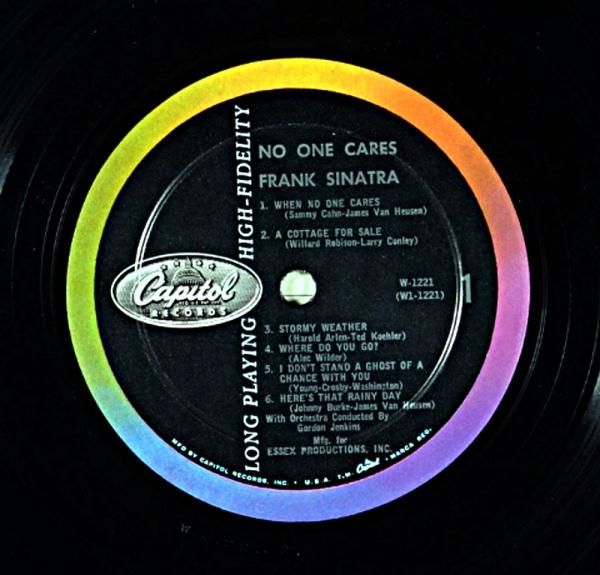 NO ONE CARES
FRANK SINATRA
1. WHEN NO ONE CARES
(Sammy Cahn-James Van Heusen)
2. A COTTAGE FOR SALE
(Willard Robison-Larry Conley)
Capitol
RECORDS
LONG PLAYING HIGH-FIDELITY
W-1221
(W1-1221)
1
3. STORMY WEATHER
(Harold Arlen-Ted Koehler)
4. WHERE DO YOU GO?
(Alec Wilder)
5. I DON'T STAND A GHOST OF A
CHANCE WITH YOU
(Young-Crosby-Washington)
6. HERE'S THAT RAINY DAY
(Johnny Burke-James Van Heusen)
With Orchestra Conducted By
Gordon Jenkins
Mfg. for
ESSEX PRODUCTIONS, INC.
MFD BY CAPITOL RECORDS, INC. • U.S.A. T.M. Capitol • MARCA REG.